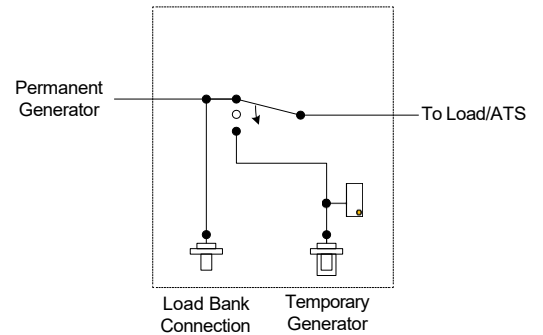 Permanent
Generator
To Load/ATS
Load Bank
Connection
Temporary
Generator